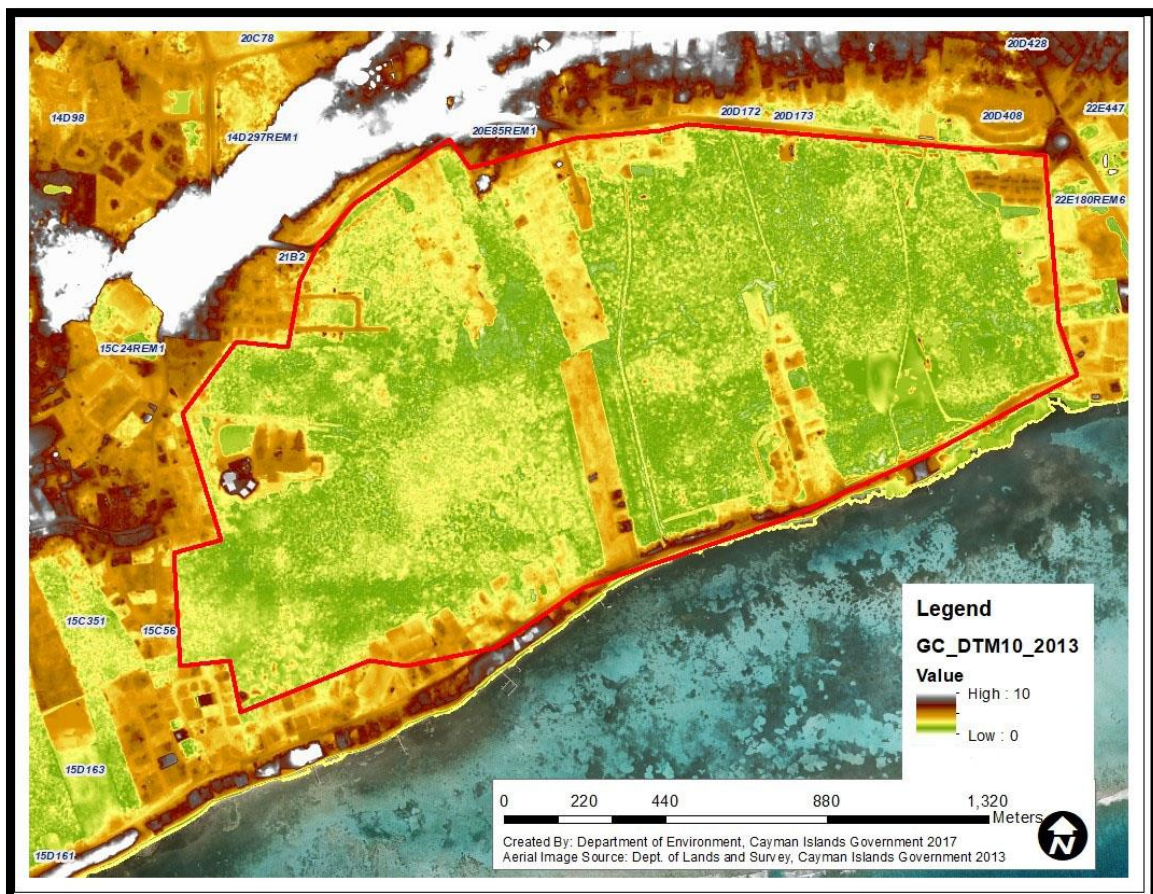 20C78
20D428
14D98
20D172
20D173
20D408
22E447
14D297REM1
20E85REM1
22E180REM6
21B2
15C24REM1
15C351
15C56
15D163
15D161
Legend
GC_DTM10_2013
Value
High : 10
Low : 0
0 220 440 880 1,320
Meters
Created By: Department of Environment, Cayman Islands Government 2017
Aerial Image Source: Dept. of Lands and Survey, Cayman Islands Government 2013
N